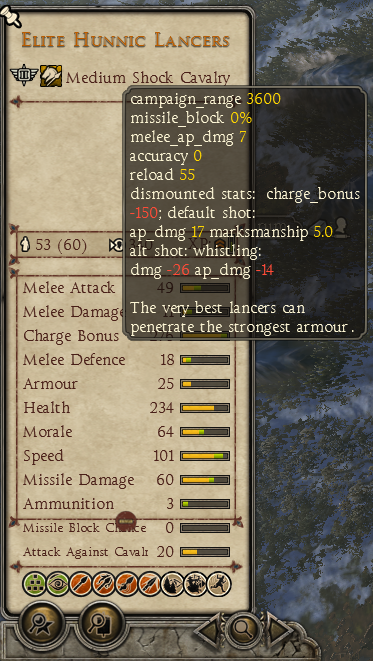 Elite Hunnic Lancers
III
Medium Shock Cavalry
campaign_range 3600
missile_block 0%
melee_ap_dmg 7
accuracy 0
reload 55
dismounted stats: charge_bonus
-150; default shot:
ap_dmg 17 marksmanship 5.0
alt shot: whistling:
dmg -26 ap_dmg -14
The very best lancers can
penetrate the strongest armour.
53 (60)
Melee Attack 49
Melee Damage
Charge Bonus
Melee Defence 18
Armour 25
Health 234
Morale 64
Speed 101
Missile Damage 60
Ammunition 3
Missile Block Chance 0
Attack Against Cavalr 20